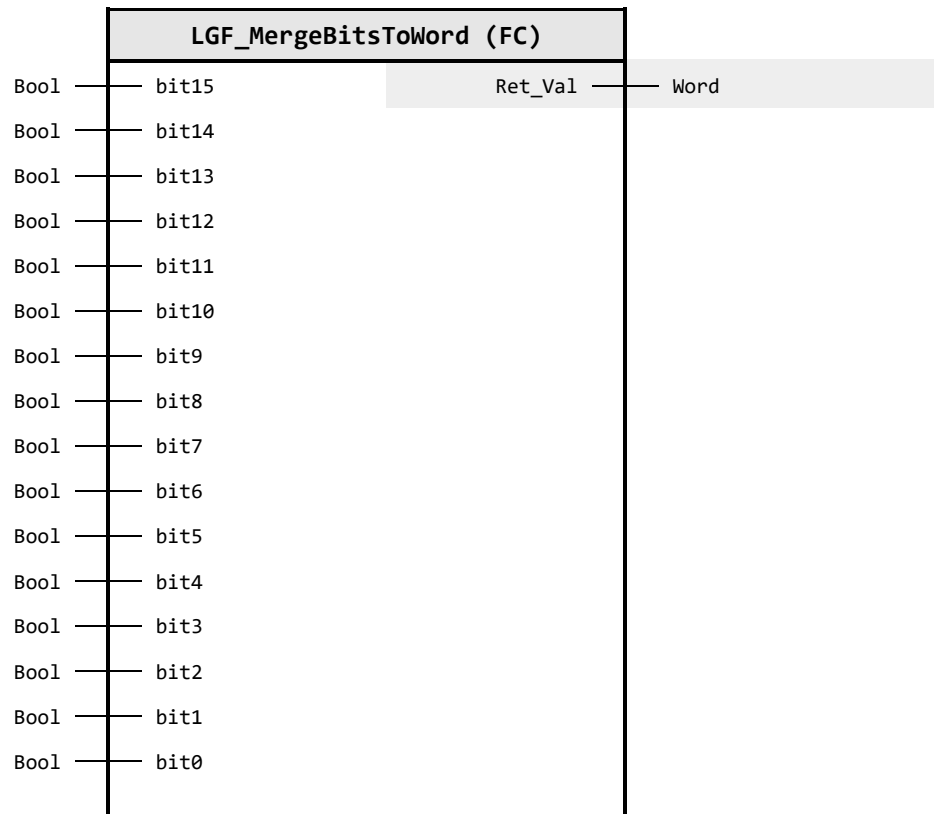 LGF_MergeBitsToWord (FC)
Bool bit15 Ret_Val Word
Bool bit14
Bool bit13
Bool bit12
Bool bit11
Bool bit10
Bool bit9
Bool bit8
Bool bit7
Bool bit6
Bool bit5
Bool bit4
Bool bit3
Bool bit2
Bool bit1
Bool bit0